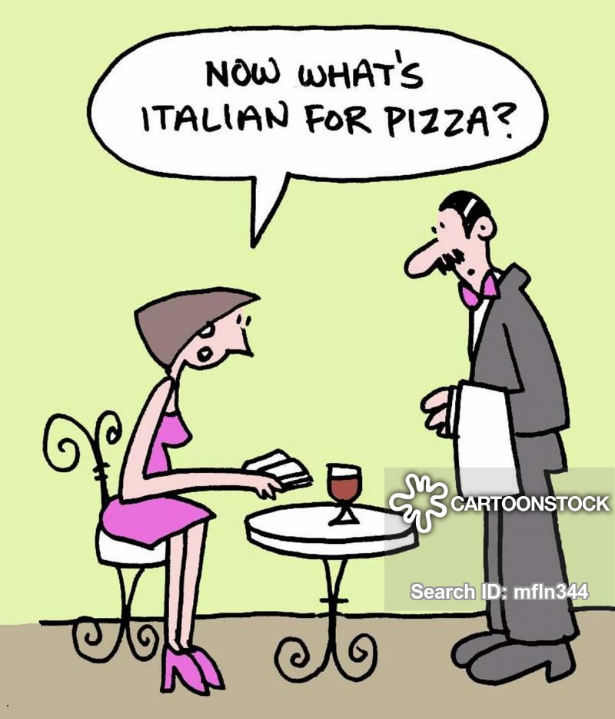 NOW WHAT'S
ITALIAN FOR PIZZA?
CARTOONSTOCK
Search ID: mfln344